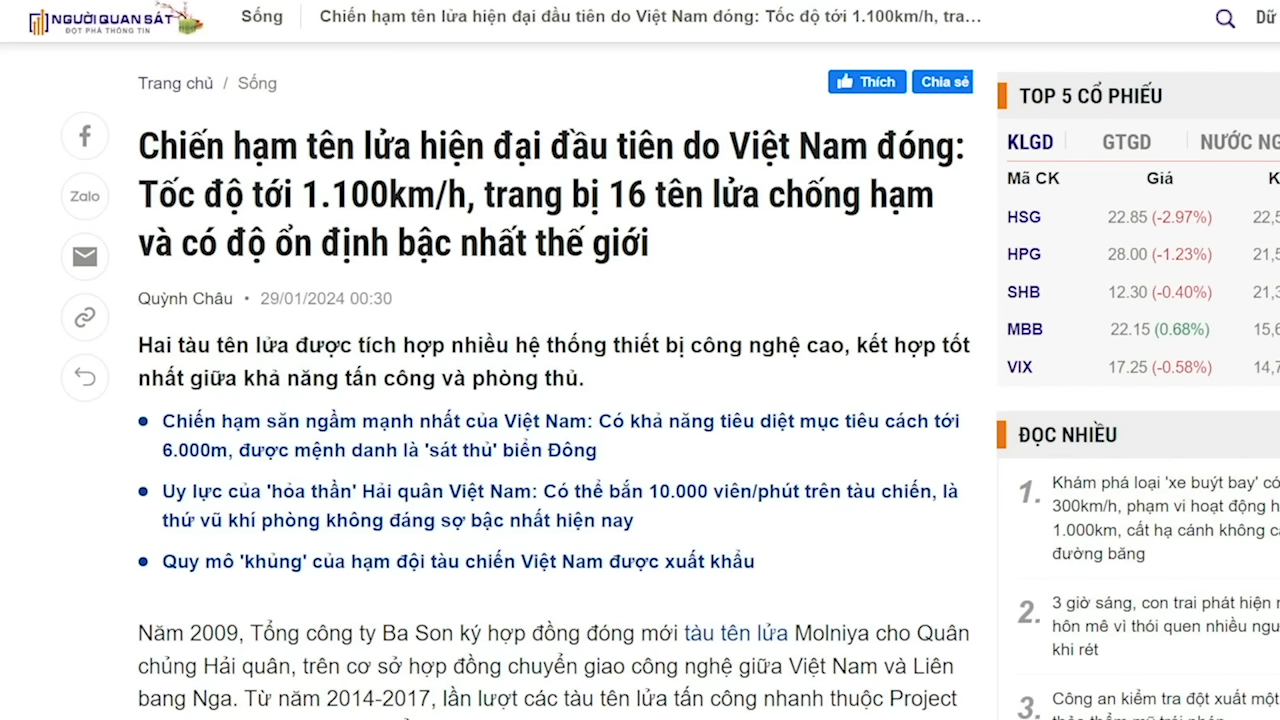 NGƯỜI QUAN SÁT
ĐỘT PHÁ THÔNG TIN
Sống
Chiến hạm tên lửa hiện đại đầu tiên do Việt Nam đóng: Tốc độ tới 1.100km/h, tra...
Dữ
Trang chủ / Sống
Thích
Chia sẻ
Zalo
Chiến hạm tên lửa hiện đại đầu tiên do Việt Nam đóng:
Tốc độ tới 1.100km/h, trang bị 16 tên lửa chống hạm
và có độ ổn định bậc nhất thế giới
Quỳnh Châu • 29/01/2024 00:30
Hai tàu tên lửa được tích hợp nhiều hệ thống thiết bị công nghệ cao, kết hợp tốt
nhất giữa khả năng tấn công và phòng thủ.
• Chiến hạm săn ngầm mạnh nhất của Việt Nam: Có khả năng tiêu diệt mục tiêu cách tới
6.000m, được mệnh danh là 'sát thủ' biển Đông
• Uy lực của 'hỏa thần' Hải quân Việt Nam: Có thể bắn 10.000 viên/phút trên tàu chiến, là
thứ vũ khí phòng không đáng sợ bậc nhất hiện nay
• Quy mô 'khủng' của hạm đội tàu chiến Việt Nam được xuất khẩu
Năm 2009, Tổng công ty Ba Son ký hợp đồng đóng mới tàu tên lửa Molniya cho Quân
chủng Hải quân, trên cơ sở hợp đồng chuyển giao công nghệ giữa Việt Nam và Liên
bang Nga. Từ năm 2014-2017, lần lượt các tàu tên lửa tấn công nhanh thuộc Project
TOP 5 CỔ PHIẾU
KLGD GTGD NƯỚC NG
Mã CK Giá K
HSG 22.85 (-2.97%) 22,5
HPG 28.00 (-1.23%) 21,5
SHB 12.30 (-0.40%) 21,3
MBB 22.15 (0.68%) 15,6
VIX 17.25 (-0.58%) 14,7
ĐỌC NHIỀU
1. Khám phá loại 'xe buýt bay' có
300km/h, phạm vi hoạt động h
1.000km, cất hạ cánh không c
đường băng
2. 3 giờ sáng, con trai phát hiện
hôn mê vì thói quen nhiều ngu
khi rét
3. Công an kiểm tra đột xuất một